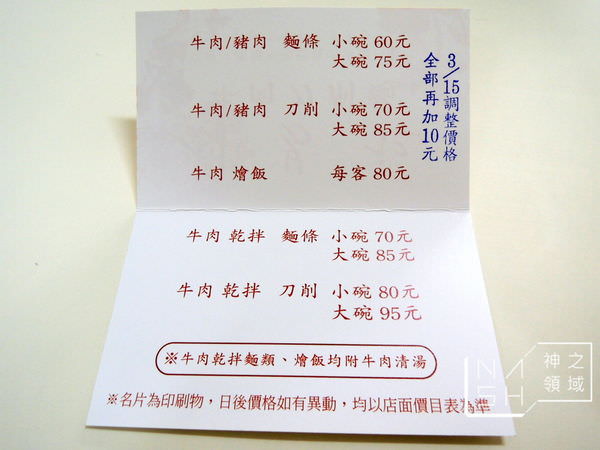 牛肉/豬肉 麵條 小碗 60元
大碗 75元
牛肉/豬肉 刀削 小碗 70元
大碗 85元
牛肉 燴飯 每客 80元
3/15調整價格
全部再加10元
牛肉 乾拌 麵條 小碗 70元
大碗 85元
牛肉 乾拌 刀削 小碗 80元
大碗 95元
※牛肉乾拌麵類、燴飯均附牛肉清湯
※名片為印刷物，日後價格如有異動，均以店面價目表為準
神之領域